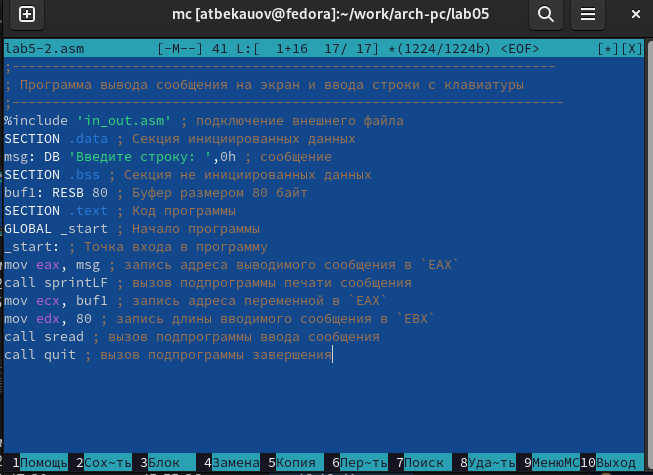 mc [atbekauov@fedora]:~/work/arch-pc/lab05
lab5-2.asm [-M--] 41 L:[ 1+16 17/ 17] *(1224/1224b) <EOF> [*][X]
;--------------------------------------------------------------------
; Программа вывода сообщения на экран и ввода строки с клавиатуры
;---------------------------------------------------------------------
%include 'in_out.asm' ; подключение внешнего файла
SECTION .data ; Секция инициированных данных
msg: DB 'Введите строку: ',0h ; сообщение
SECTION .bss ; Секция не инициированных данных
buf1: RESB 80 ; Буфер размером 80 байт
SECTION .text ; Код программы
GLOBAL _start ; Начало программы
_start: ; Точка входа в программу
mov eax, msg ; запись адреса выводимого сообщения в `EAX`
call sprintLF ; вызов подпрограммы печати сообщения
mov ecx, buf1 ; запись адреса переменной в `EAX`
mov edx, 80 ; запись длины вводимого сообщения в `EBX`
call sread ; вызов подпрограммы ввода сообщения
call quit ; вызов подпрограммы завершения
1Помощь 2Сох~ть 3Блок 4Замена 5Копия 6Пер~ть 7Поиск 8Уда~ть 9МенюMC 10Выход